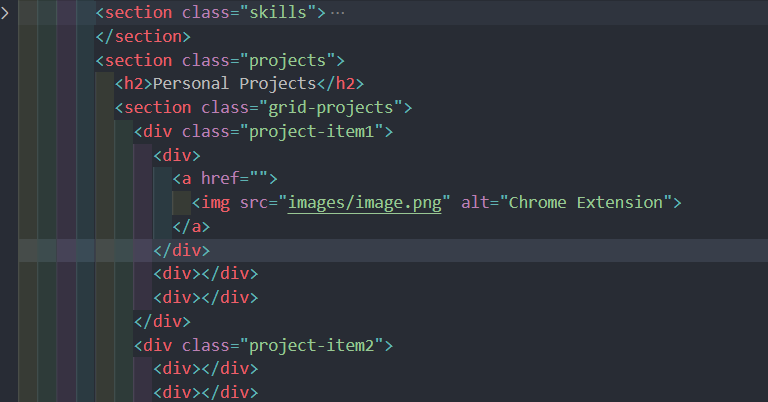 <section class="skills">…
</section>
<section class="projects">
<h2>Personal Projects</h2>
<section class="grid-projects">
<div class="project-item1">
<div>
<a href="">
<img src="images/image.png" alt="Chrome Extension">
</a>
</div>
<div></div>
<div></div>
</div>
<div class="project-item2">
<div></div>
<div></div>